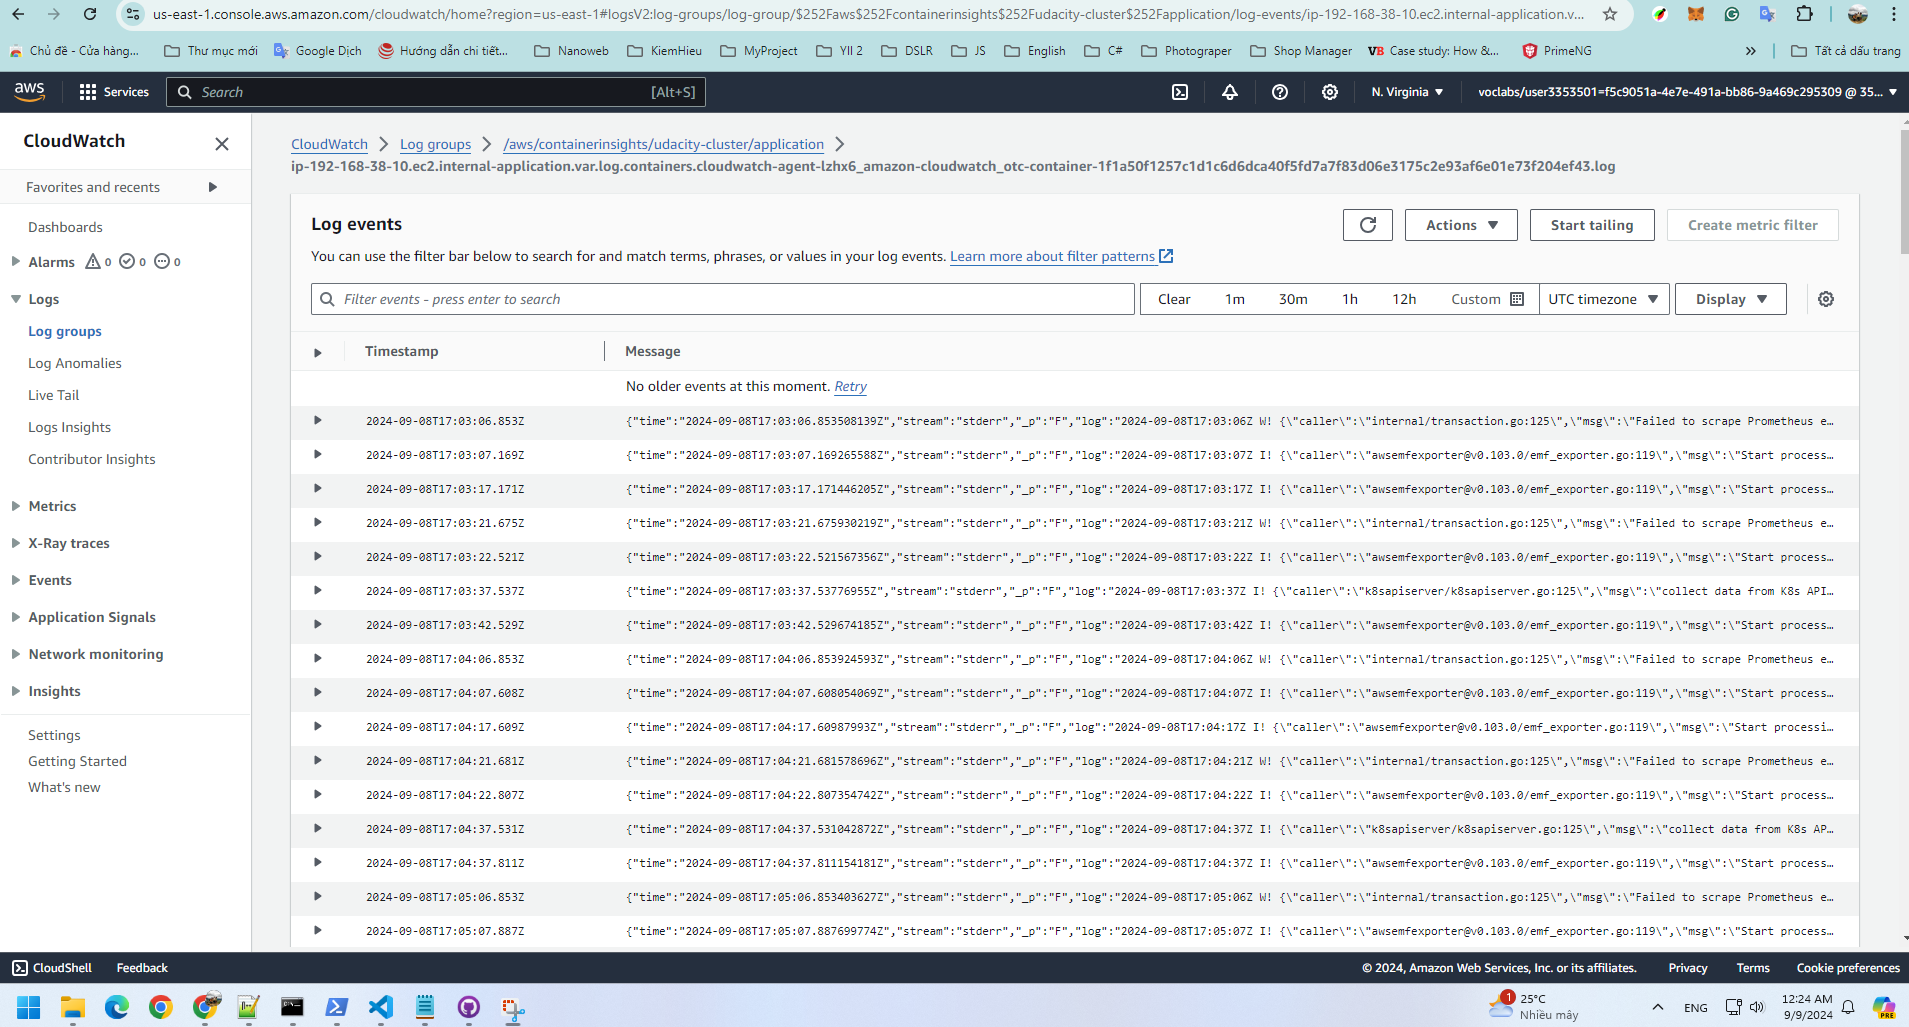 us-east-1.console.aws.amazon.com/cloudwatch/home?region=us-east-1#logsV2:log-groups/log-group/$252Faws$252Fcontainerinsights$252Fudacity-cluster$252Fapplication/log-events/ip-192-168-38-10.ec2.internal-application.v...
Chủ đề - Cửa hàng... Thư mục mới Google Dịch Hướng dẫn chi tiết... Nanoweb KiemHieu MyProject YII 2 DSLR JS English C# Photograper Shop Manager VB Case study: How &... PrimeNG » Tất cả dấu trang
aws Services Search [Alt+S] N. Virginia voclabs/user3353501=f5c9051a-4e7e-491a-bb86-9a469c295309 @ 35...
CloudWatch
Favorites and recents
Dashboards
Alarms 0 0 0
Logs
Log groups
Log Anomalies
Live Tail
Logs Insights
Contributor Insights
Metrics
X-Ray traces
Events
Application Signals
Network monitoring
Insights
Settings
Getting Started
What's new
CloudWatch Log groups /aws/containerinsights/udacity-cluster/application
ip-192-168-38-10.ec2.internal-application.var.log.containers.cloudwatch-agent-lzhx6_amazon-cloudwatch_otc-container-1f1a50f1257c1d1c6d6dca40f5fd7a7f83d06e3175c2e93af6e01e73f204ef43.log
Log events
Actions Start tailing Create metric filter
You can use the filter bar below to search for and match terms, phrases, or values in your log events. Learn more about filter patterns
Filter events - press enter to search Clear 1m 30m 1h 12h Custom UTC timezone Display
Timestamp Message
No older events at this moment. Retry
2024-09-08T17:03:06.853Z {"time":"2024-09-08T17:03:06.853508139Z","stream":"stderr","_p":"F","log":"2024-09-08T17:03:06Z W! {\"caller\":\"internal/transaction.go:125\",\"msg\":\"Failed to scrape Prometheus e…
2024-09-08T17:03:07.169Z {"time":"2024-09-08T17:03:07.169265588Z","stream":"stderr","_p":"F","log":"2024-09-08T17:03:07Z I! {\"caller\":\"awsemfexporter@v0.103.0/emf_exporter.go:119\",\"msg\":\"Start process…
2024-09-08T17:03:17.171Z {"time":"2024-09-08T17:03:17.171446205Z","stream":"stderr","_p":"F","log":"2024-09-08T17:03:17Z I! {\"caller\":\"awsemfexporter@v0.103.0/emf_exporter.go:119\",\"msg\":\"Start process…
2024-09-08T17:03:21.675Z {"time":"2024-09-08T17:03:21.675930219Z","stream":"stderr","_p":"F","log":"2024-09-08T17:03:21Z W! {\"caller\":\"internal/transaction.go:125\",\"msg\":\"Failed to scrape Prometheus e…
2024-09-08T17:03:22.521Z {"time":"2024-09-08T17:03:22.521567356Z","stream":"stderr","_p":"F","log":"2024-09-08T17:03:22Z I! {\"caller\":\"awsemfexporter@v0.103.0/emf_exporter.go:119\",\"msg\":\"Start process…
2024-09-08T17:03:37.537Z {"time":"2024-09-08T17:03:37.53776955Z","stream":"stderr","_p":"F","log":"2024-09-08T17:03:37Z I! {\"caller\":\"k8sapiserver/k8sapiserver.go:125\",\"msg\":\"collect data from K8s API…
2024-09-08T17:03:42.529Z {"time":"2024-09-08T17:03:42.529674185Z","stream":"stderr","_p":"F","log":"2024-09-08T17:03:42Z I! {\"caller\":\"awsemfexporter@v0.103.0/emf_exporter.go:119\",\"msg\":\"Start process…
2024-09-08T17:04:06.853Z {"time":"2024-09-08T17:04:06.853924593Z","stream":"stderr","_p":"F","log":"2024-09-08T17:04:06Z W! {\"caller\":\"internal/transaction.go:125\",\"msg\":\"Failed to scrape Prometheus e…
2024-09-08T17:04:07.608Z {"time":"2024-09-08T17:04:07.608054069Z","stream":"stderr","_p":"F","log":"2024-09-08T17:04:07Z I! {\"caller\":\"awsemfexporter@v0.103.0/emf_exporter.go:119\",\"msg\":\"Start process…
2024-09-08T17:04:17.609Z {"time":"2024-09-08T17:04:17.60987993Z","stream":"stderr","_p":"F","log":"2024-09-08T17:04:17Z I! {\"caller\":\"awsemfexporter@v0.103.0/emf_exporter.go:119\",\"msg\":\"Start processi…
2024-09-08T17:04:21.681Z {"time":"2024-09-08T17:04:21.681578696Z","stream":"stderr","_p":"F","log":"2024-09-08T17:04:21Z W! {\"caller\":\"internal/transaction.go:125\",\"msg\":\"Failed to scrape Prometheus e…
2024-09-08T17:04:22.807Z {"time":"2024-09-08T17:04:22.807354742Z","stream":"stderr","_p":"F","log":"2024-09-08T17:04:22Z I! {\"caller\":\"awsemfexporter@v0.103.0/emf_exporter.go:119\",\"msg\":\"Start process…
2024-09-08T17:04:37.531Z {"time":"2024-09-08T17:04:37.531042872Z","stream":"stderr","_p":"F","log":"2024-09-08T17:04:37Z I! {\"caller\":\"k8sapiserver/k8sapiserver.go:125\",\"msg\":\"collect data from K8s AP…
2024-09-08T17:04:37.811Z {"time":"2024-09-08T17:04:37.811154181Z","stream":"stderr","_p":"F","log":"2024-09-08T17:04:37Z I! {\"caller\":\"awsemfexporter@v0.103.0/emf_exporter.go:119\",\"msg\":\"Start process…
2024-09-08T17:05:06.853Z {"time":"2024-09-08T17:05:06.853403627Z","stream":"stderr","_p":"F","log":"2024-09-08T17:05:06Z W! {\"caller\":\"internal/transaction.go:125\",\"msg\":\"Failed to scrape Prometheus e…
2024-09-08T17:05:07.887Z {"time":"2024-09-08T17:05:07.887699774Z","stream":"stderr","_p":"F","log":"2024-09-08T17:05:07Z I! {\"caller\":\"awsemfexporter@v0.103.0/emf_exporter.go:119\",\"msg\":\"Start process…
CloudShell Feedback © 2024, Amazon Web Services, Inc. or its affiliates. Privacy Terms Cookie preferences
1 25°C ENG 12:24 AM
Nhiều mây 9/9/2024 PRE